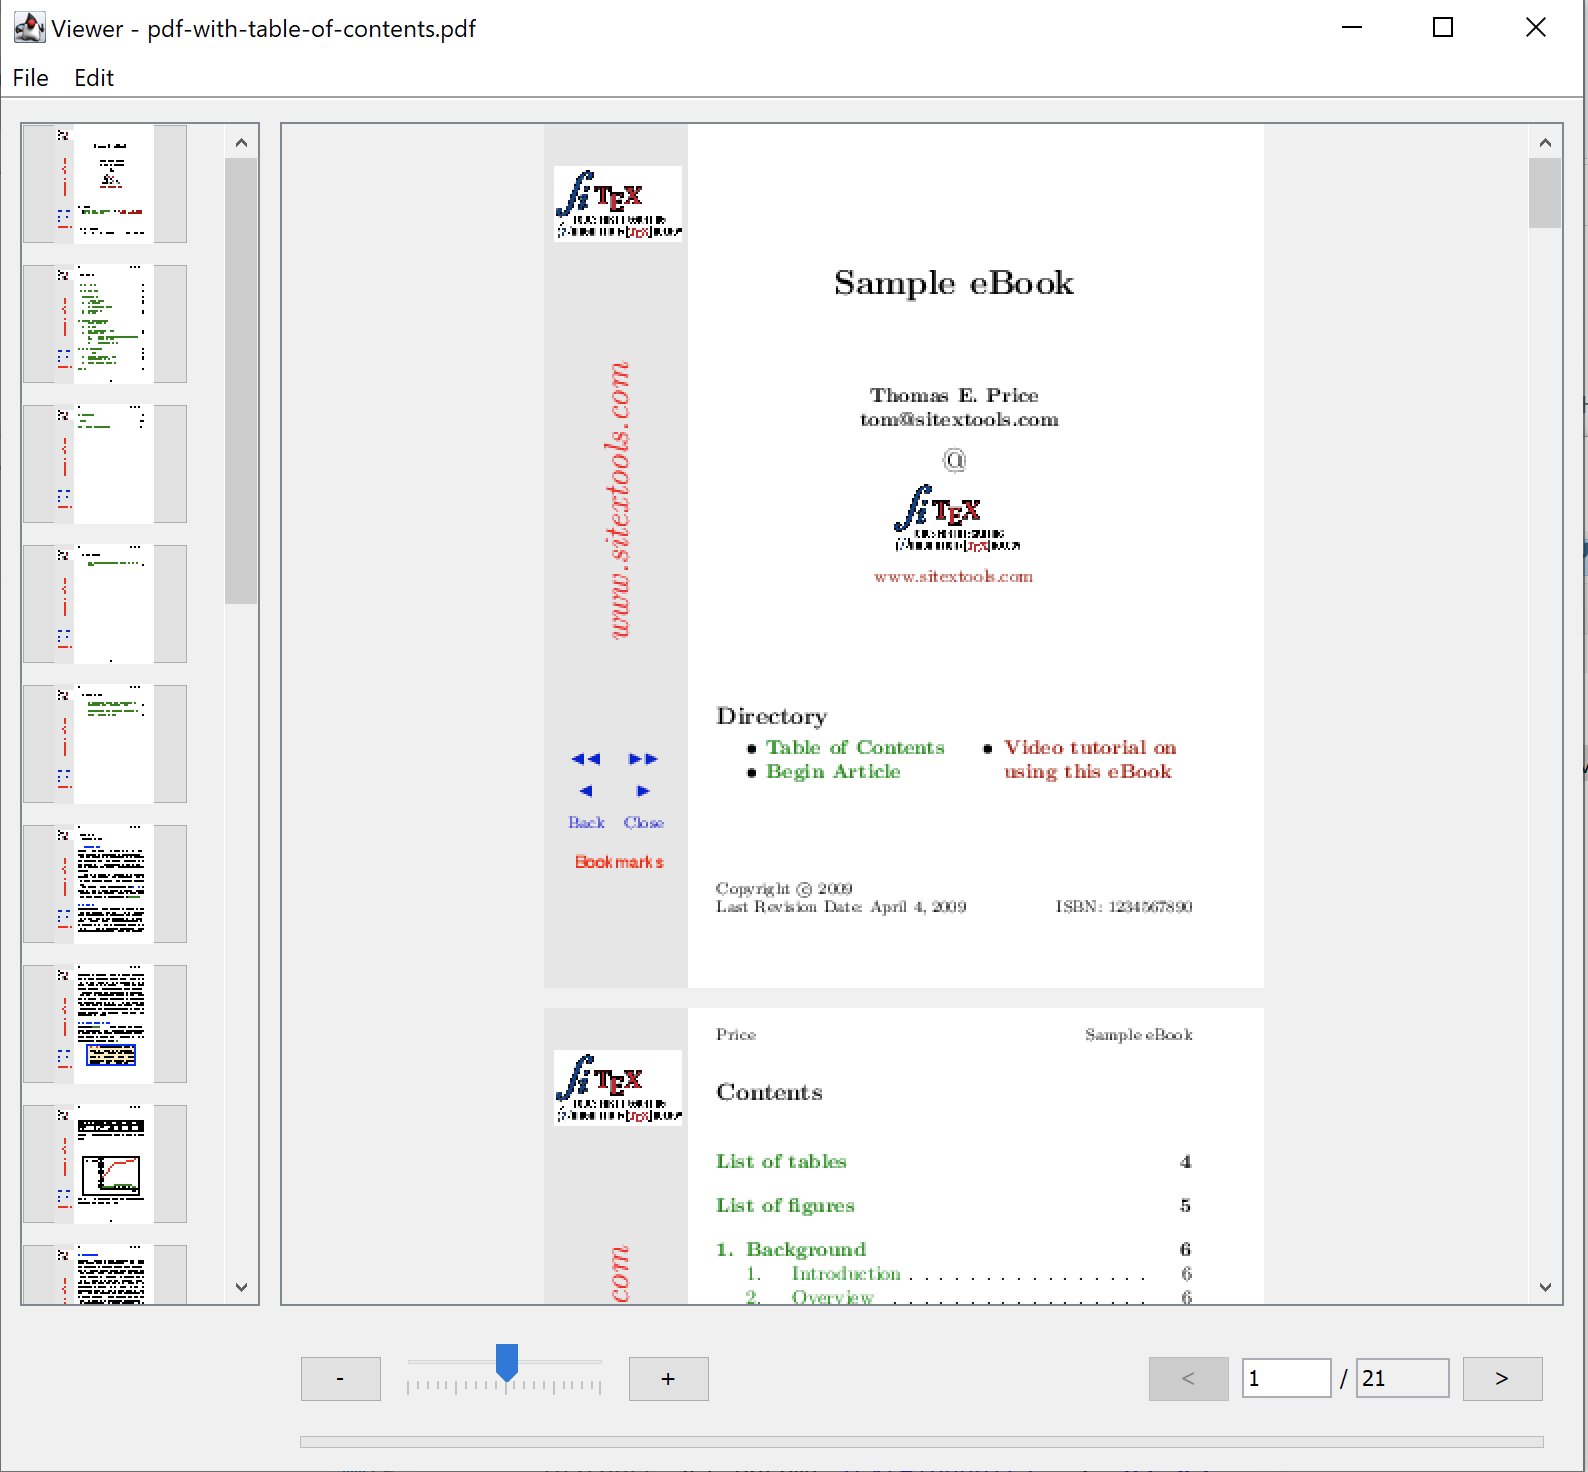 Viewer - pdf-with-table-of-contents.pdf
File Edit
TEX
Sample eBook
www.sitextools.com
Thomas E. Price
tom@sitextools.com
@
TEX
www.sitextools.com
Directory
• Table of Contents
• Begin Article
• Video tutorial on
using this eBook
Back Close
Bookmarks
Copyright © 2009
Last Revision Date: April 4, 2009 ISBN: 1234567890
Price Sample eBook
TEX
Contents
List of tables 4
List of figures 5
1. Background 6
1. Introduction . . . . . . . . . . . . . . . . 6
2. Overview . . . . . . . . . . . . . . . . . 6
com
- +
< 1 / 21 >